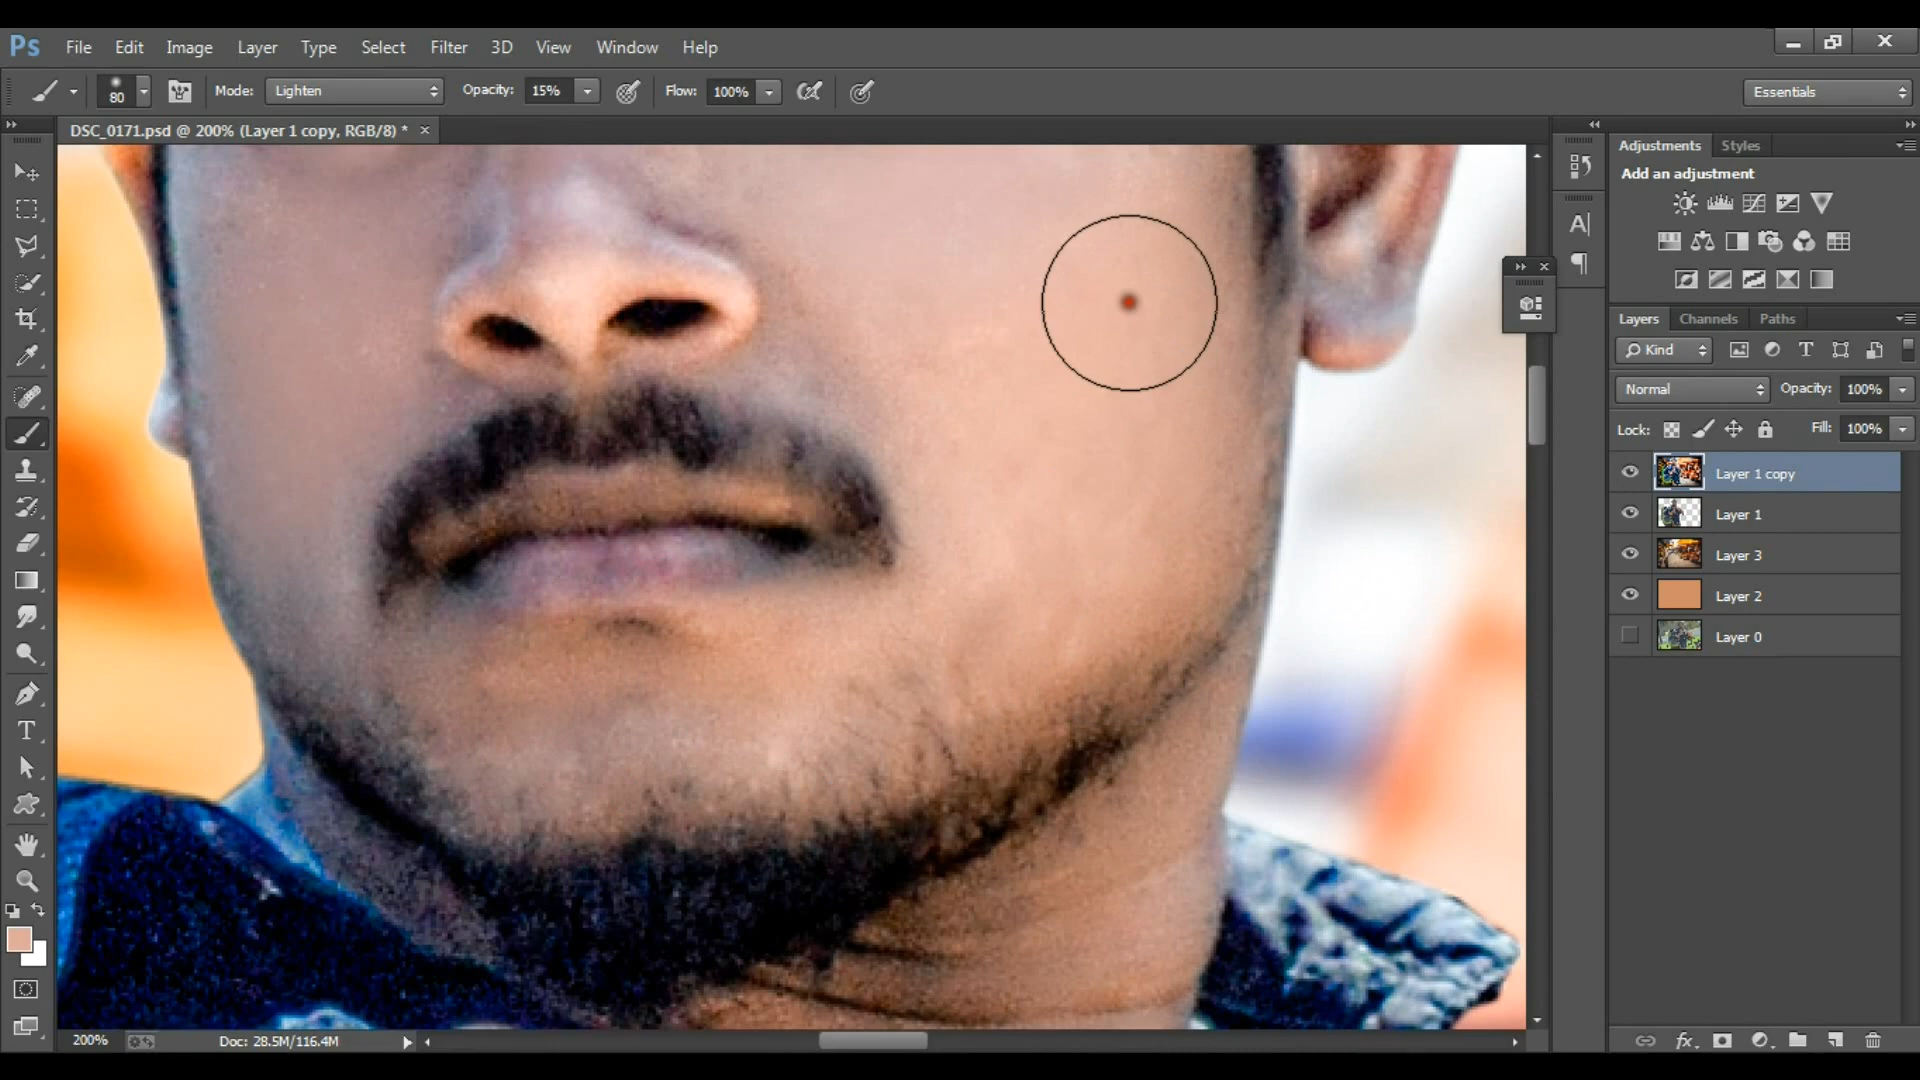 Ps File Edit Image Layer Type Select Filter 3D View Window Help
80 Mode: Lighten Opacity: 15% Flow: 100% Essentials
DSC_0171.psd @ 200% (Layer 1 copy, RGB/8) * ×
Adjustments Styles
Add an adjustment
Layers Channels Paths
Kind
Normal Opacity: 100%
Lock: Fill: 100%
Layer 1 copy
Layer 1
Layer 3
Layer 2
Layer 0
200% Doc: 28.5M/116.4M